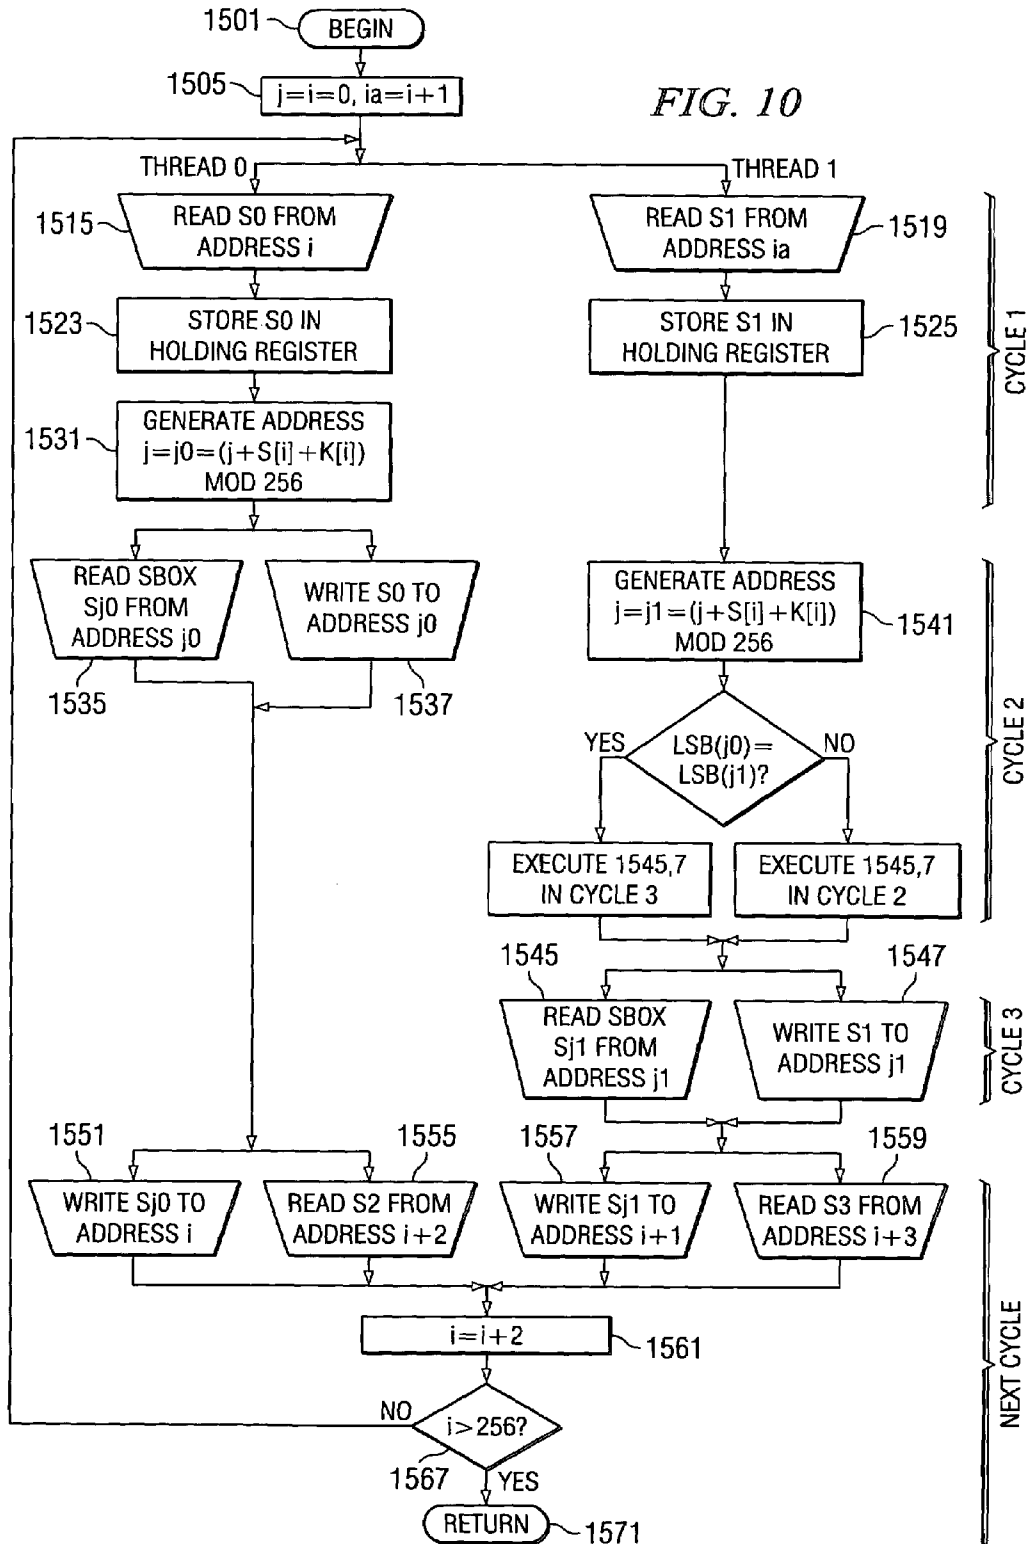 1501
BEGIN
1505
j=i=0, ia=i+1
FIG. 10
THREAD 0
THREAD 1
1515
READ S0 FROM
ADDRESS i
READ S1 FROM
ADDRESS ia
1519
1523
STORE S0 IN
HOLDING REGISTER
STORE S1 IN
HOLDING REGISTER
1525
CYCLE 1
1531
GENERATE ADDRESS
j=j0=(j+S[i]+K[i])
MOD 256
READ SBOX
Sj0 FROM
ADDRESS j0
1535
WRITE S0 TO
ADDRESS j0
1537
GENERATE ADDRESS
j=j1=(j+S[i]+K[i])
MOD 256
1541
YES
LSB(j0)=
LSB(j1)?
NO
CYCLE 2
EXECUTE 1545,7
IN CYCLE 3
EXECUTE 1545,7
IN CYCLE 2
1545
READ SBOX
Sj1 FROM
ADDRESS j1
1547
WRITE S1 TO
ADDRESS j1
CYCLE 3
1551
WRITE Sj0 TO
ADDRESS i
1555
READ S2 FROM
ADDRESS i+2
1557
WRITE Sj1 TO
ADDRESS i+1
1559
READ S3 FROM
ADDRESS i+3
i=i+2
1561
NEXT CYCLE
NO
i>256?
1567
YES
RETURN
1571